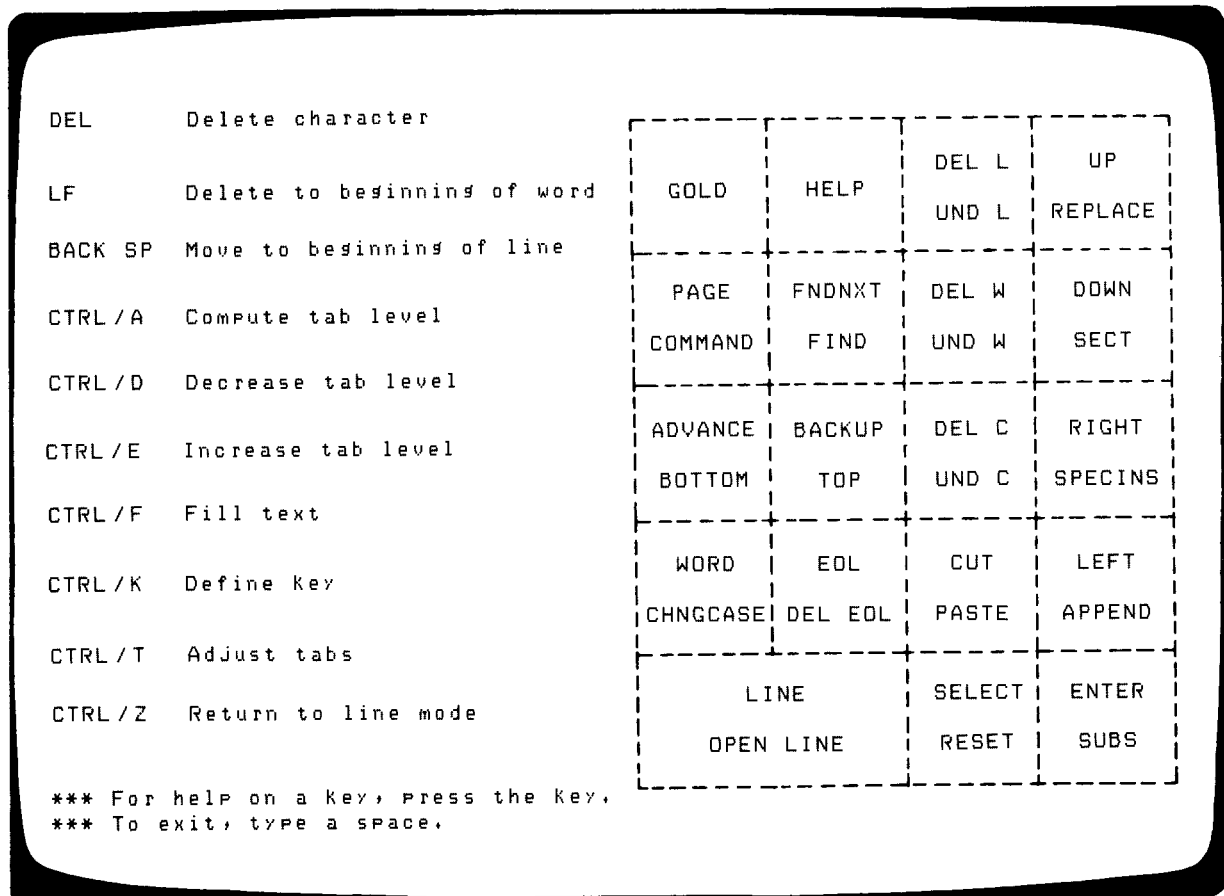 DEL Delete character
LF Delete to beginning of word
BACK SP Move to beginning of line
CTRL/A Compute tab level
CTRL/D Decrease tab level
CTRL/E Increase tab level
CTRL/F Fill text
CTRL/K Define Key
CTRL/T Adjust tabs
CTRL/Z Return to line mode
*** For help on a Key, press the Key.
*** To exit, type a space.
GOLD HELP DEL L UP
UND L REPLACE
PAGE FNDNXT DEL W DOWN
COMMAND FIND UND W SECT
ADVANCE BACKUP DEL C RIGHT
BOTTOM TOP UND C SPECINS
WORD EOL CUT LEFT
CHNGCASE DEL EOL PASTE APPEND
LINE SELECT ENTER
OPEN LINE RESET SUBS